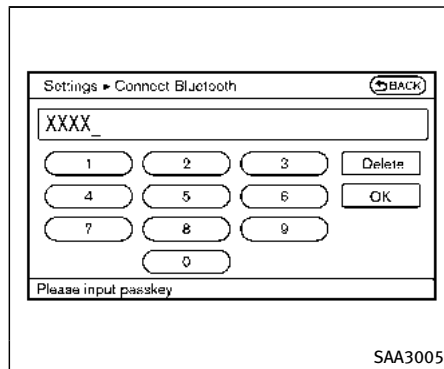 Settings ▸ Connect Bluetooth BACK
XXXX_
1 2 3 Delete
4 5 6 OK
7 8 9
0
Please input passkey
SAA3005